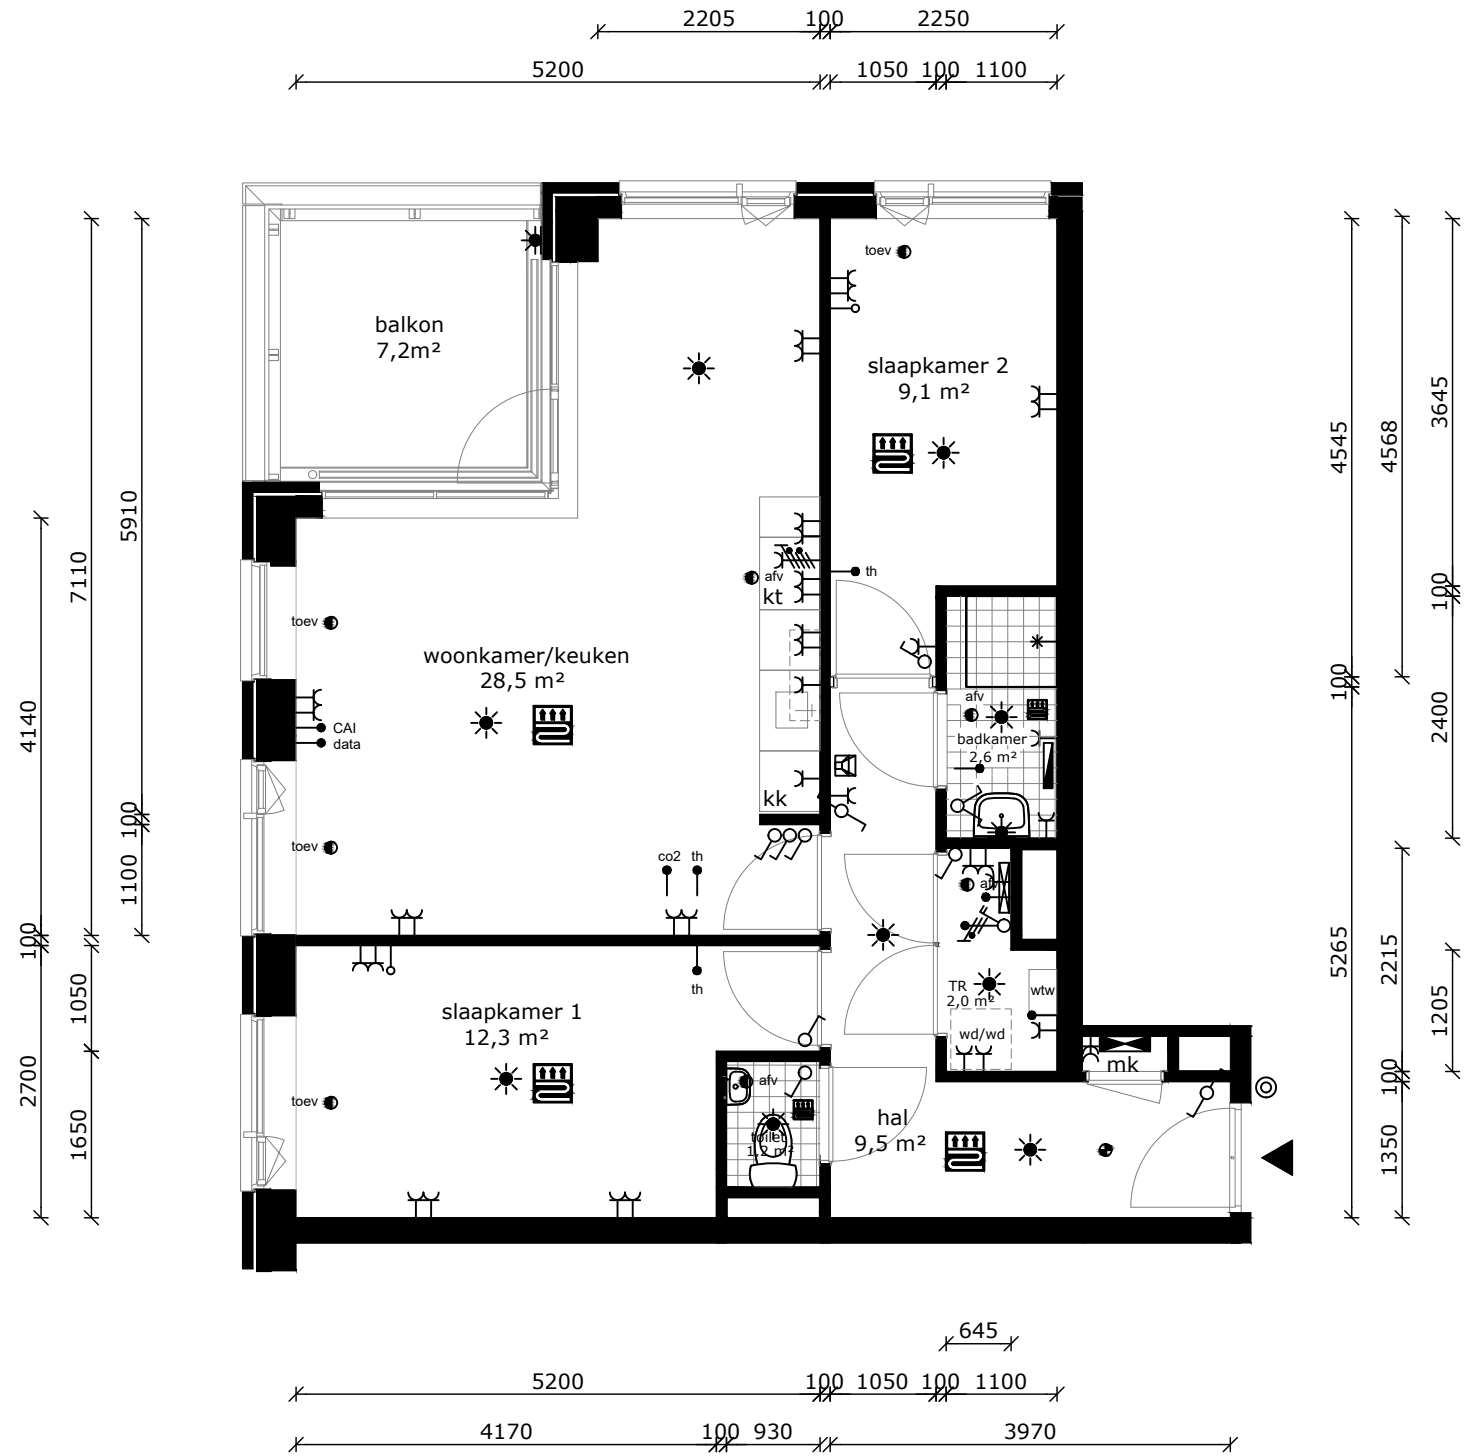 2205 100 2250
5200 1050 100 1100
balkon
7,2m²
toev
slaapkamer 2
9,1 m²
4545
4568
3645
7110
5910
th
afv
kt
100
toev
woonkamer/keuken
28,5 m²
100
4140
CAI
data
afv
badkamer
2,6 m²
2400
kk
100
1100
toev
co2 th
afv
100
th
TR
2,0 m²
wtw
5265
2215
1205
1050
slaapkamer 1
12,3 m²
wd/wd
2700
mk
100
toev
afv
1650
toilet
1,2 m²
hal
9,5 m²
1350
645
5200 100 1050 100 1100
4170 100 930 3970